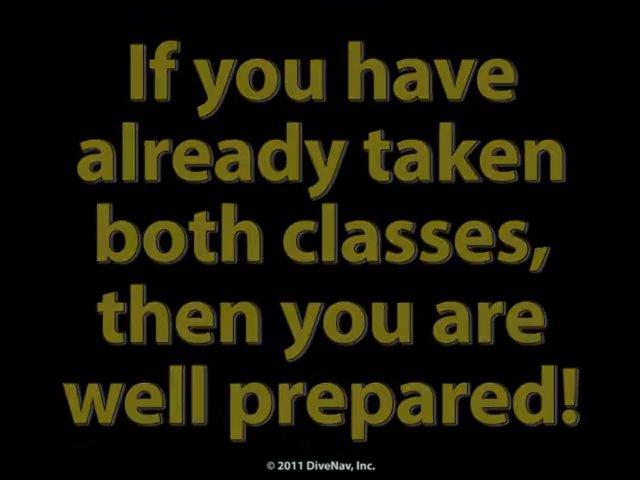 If you have
already taken
both classes,
then you are
well prepared!
© 2011 DiveNav, Inc.